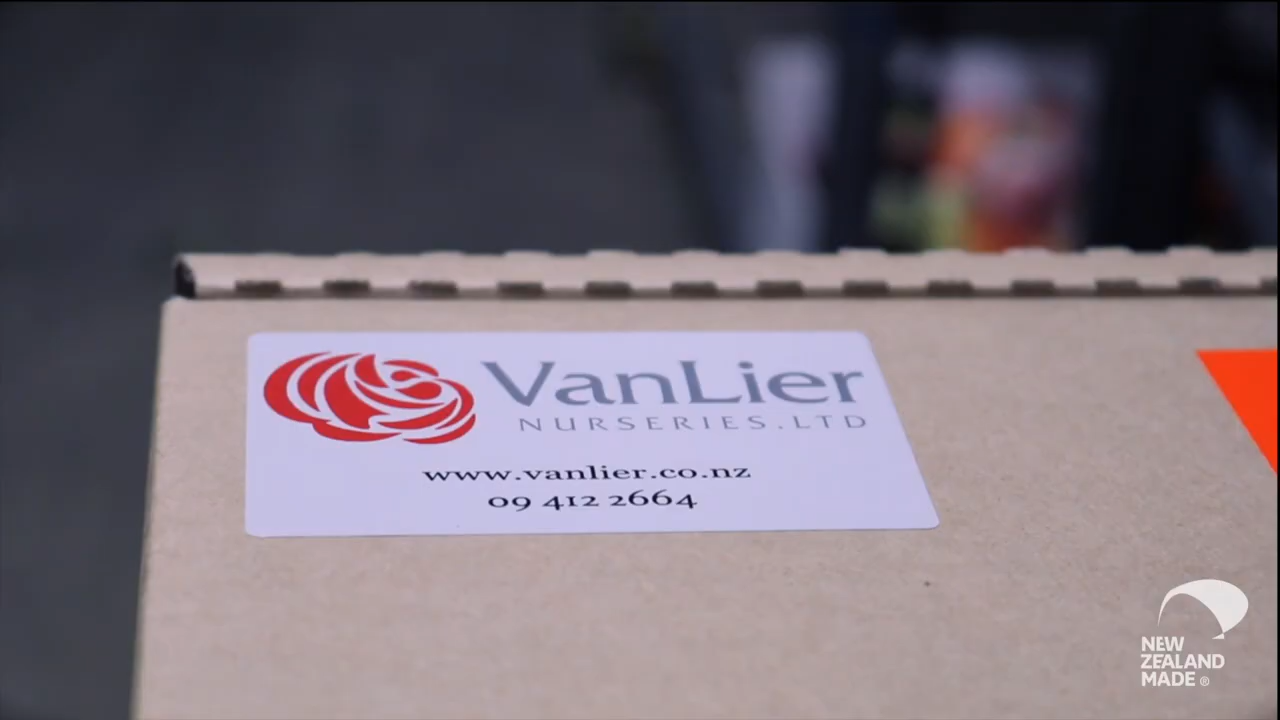 VanLier
NURSERIES.LTD
www.vanlier.co.nz
09 412 2664
NEW
ZEALAND
MADE ®